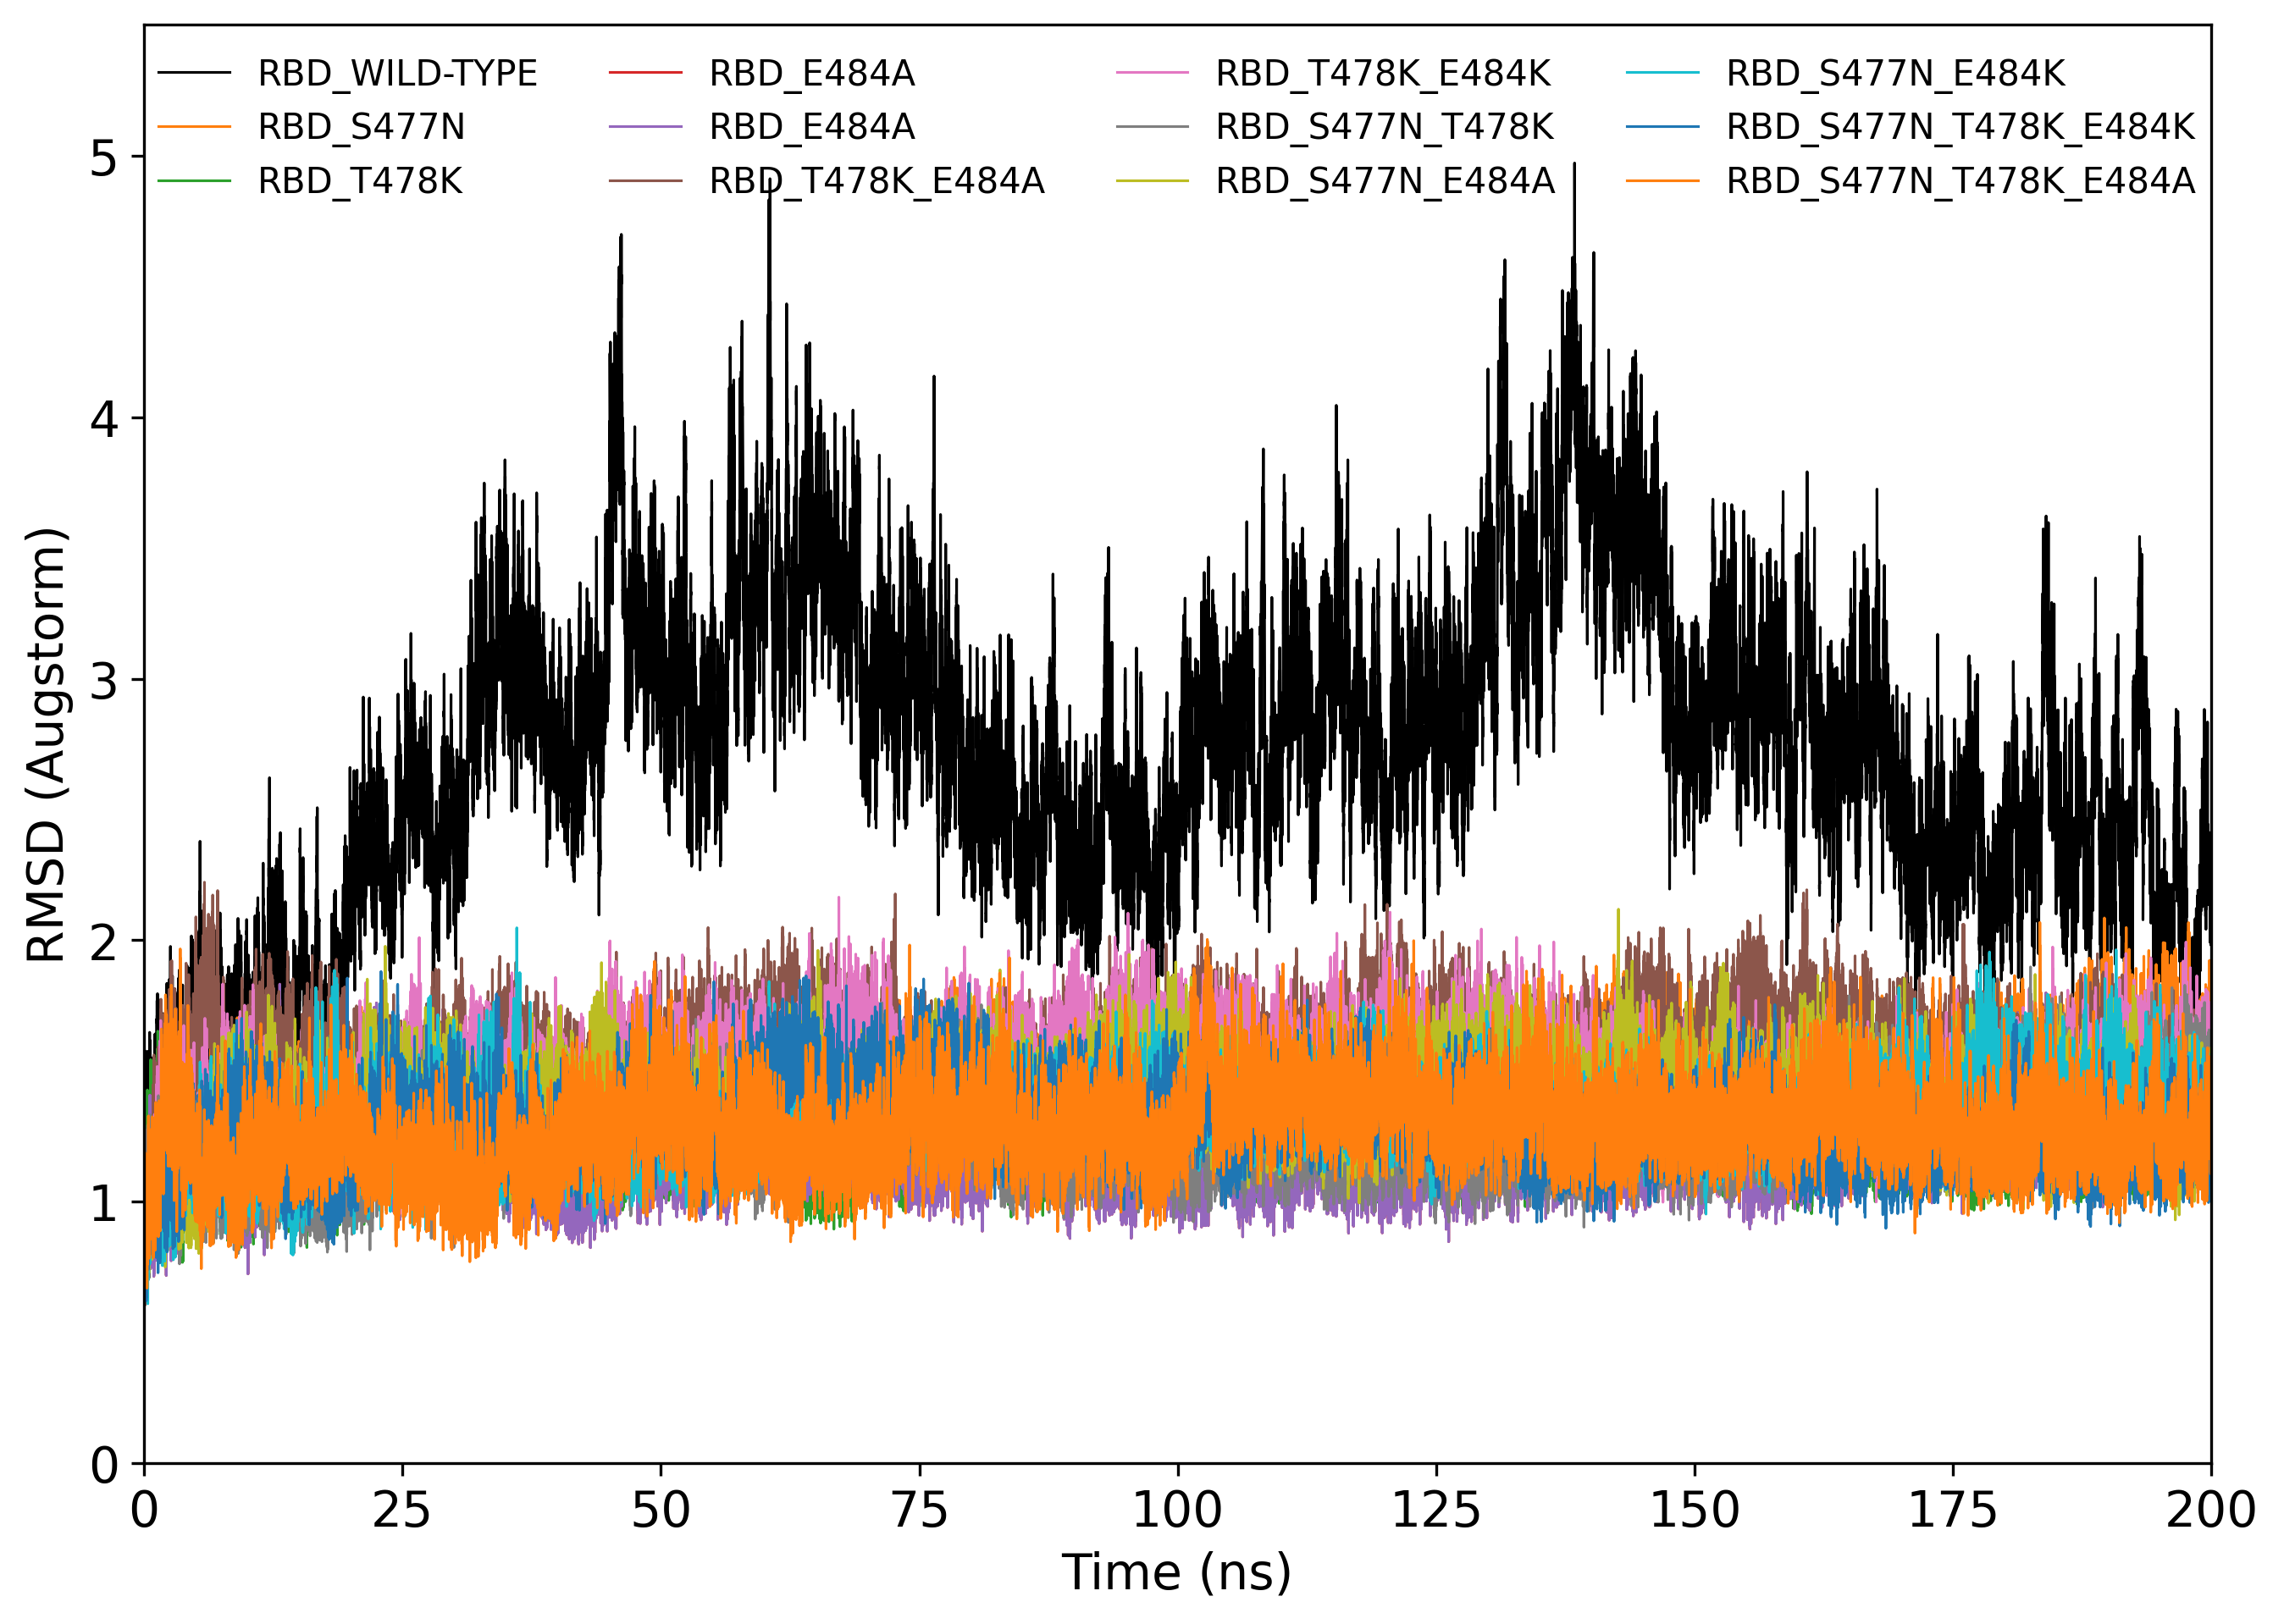 RBD_WILD-TYPE RBD_E484A RBD_T478K_E484K RBD_S477N_E484K
RBD_S477N RBD_E484A RBD_S477N_T478K RBD_S477N_T478K_E484K
RBD_T478K RBD_T478K_E484A RBD_S477N_E484A RBD_S477N_T478K_E484A
5
4
3
2
1
0
RMSD (Augstorm)
0 25 50 75 100 125 150 175 200
Time (ns)